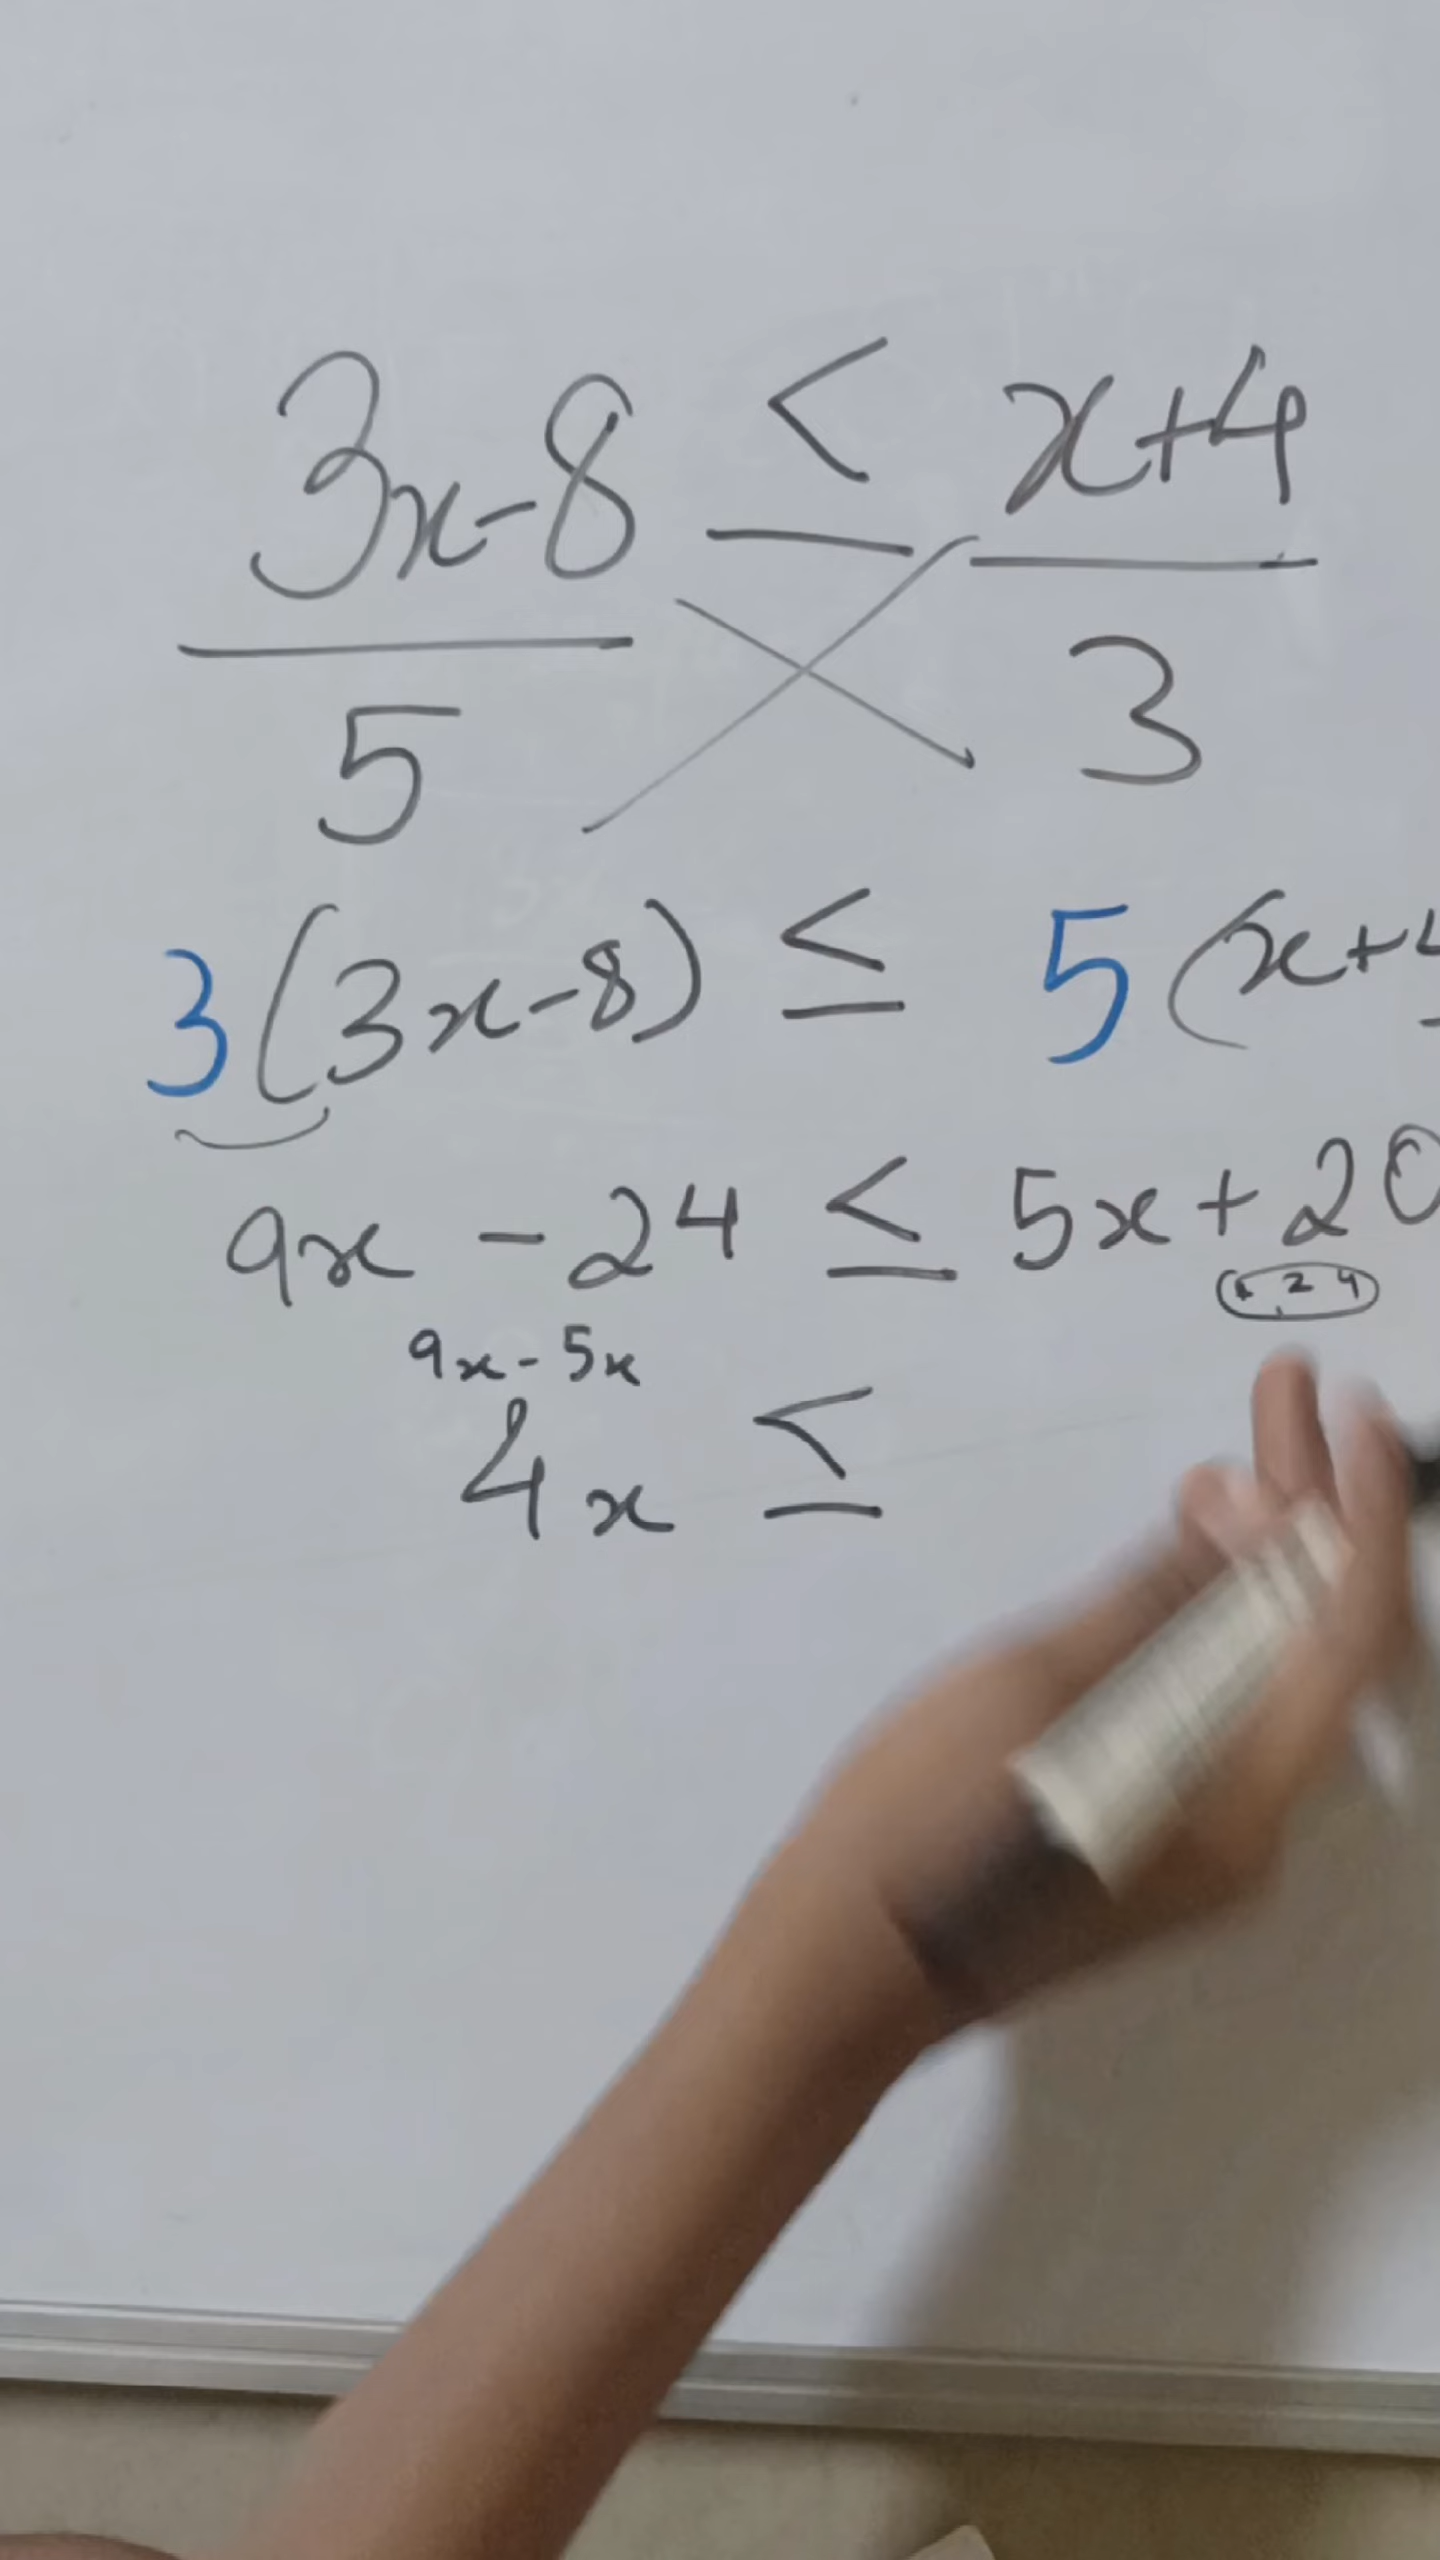 3x-8 ≤ x+4
5 3
3(3x-8) ≤ 5(x+4
9x - 24 ≤ 5x + 20
24
9x - 5x
4x ≤